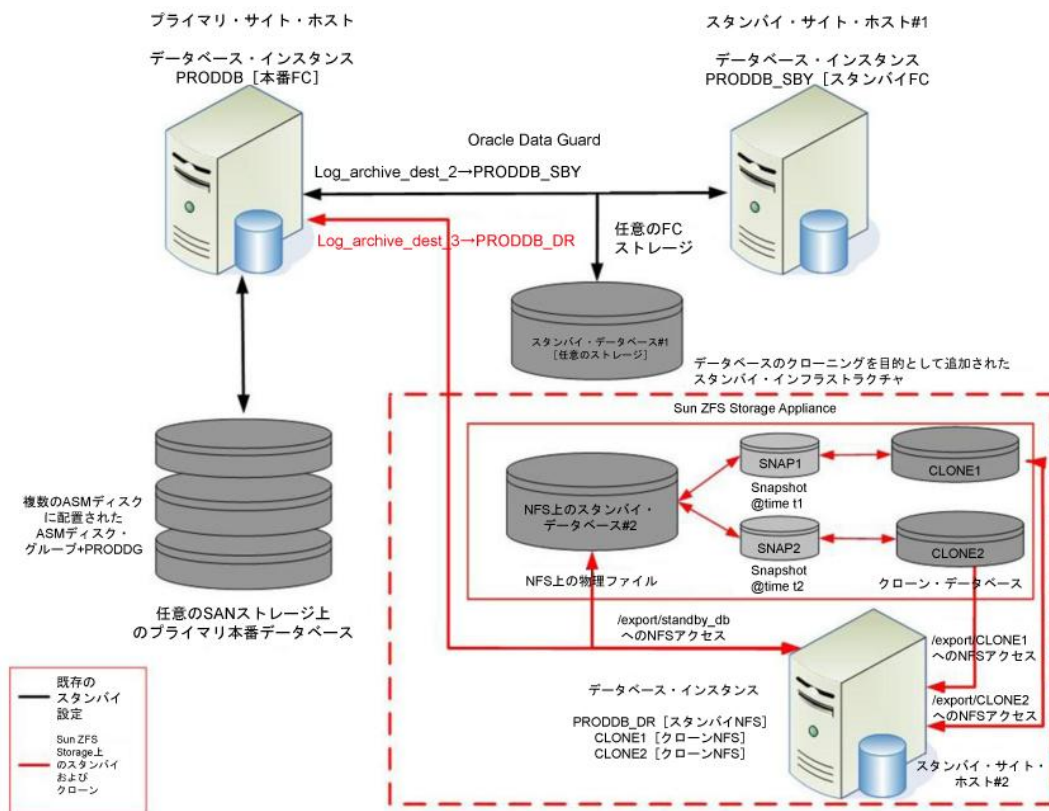 プライマリ・サイト・ホスト
データベース・インスタンス
PRODDB［本番FC］
スタンバイ・サイト・ホスト#1
データベース・インスタンス
PRODDB_SBY［スタンバイFC
Oracle Data Guard
Log_archive_dest_2→PRODDB_SBY
Log_archive_dest_3→PRODDB_DR
任意のFC
ストレージ
スタンバイ・データベース#1
［任意のストレージ］
データベースのクローニングを目的として追加された
スタンバイ・インフラストラクチャ
Sun ZFS Storage Appliance
複数のASMディスク
に配置された
ASMディスク・
グループ+PRODDG
任意のSANストレージ上
のプライマリ本番データベース
NFS上のスタンバイ・
データベース#2
NFS上の物理ファイル
SNAP1
Snapshot
@time t1
CLONE1
SNAP2
Snapshot
@time t2
CLONE2
クローン・データベース
/export/standby_db
へのNFSアクセス
/export/CLONE1
へのNFSアクセス
/export/CLONE2
へのNFSアクセス
データベース・インスタンス
PRODDB_DR［スタンバイNFS］
CLONE1［クローンNFS］
CLONE2［クローンNFS］
スタンバイ・サイト・
ホスト#2
既存の
スタンバイ
設定
Sun ZFS
Storage上
のスタンバイ
および
クローン